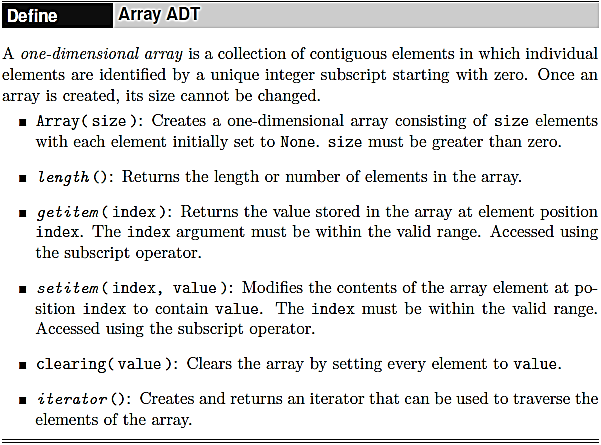 Define Array ADT
A one-dimensional array is a collection of contiguous elements in which individual
elements are identified by a unique integer subscript starting with zero. Once an
array is created, its size cannot be changed.
■ Array( size ): Creates a one-dimensional array consisting of size elements
with each element initially set to None. size must be greater than zero.
■ length (): Returns the length or number of elements in the array.
■ getitem ( index ): Returns the value stored in the array at element position
index. The index argument must be within the valid range. Accessed using
the subscript operator.
■ setitem ( index, value ): Modifies the contents of the array element at po-
sition index to contain value. The index must be within the valid range.
Accessed using the subscript operator.
■ clearing( value ): Clears the array by setting every element to value.
■ iterator (): Creates and returns an iterator that can be used to traverse the
elements of the array.